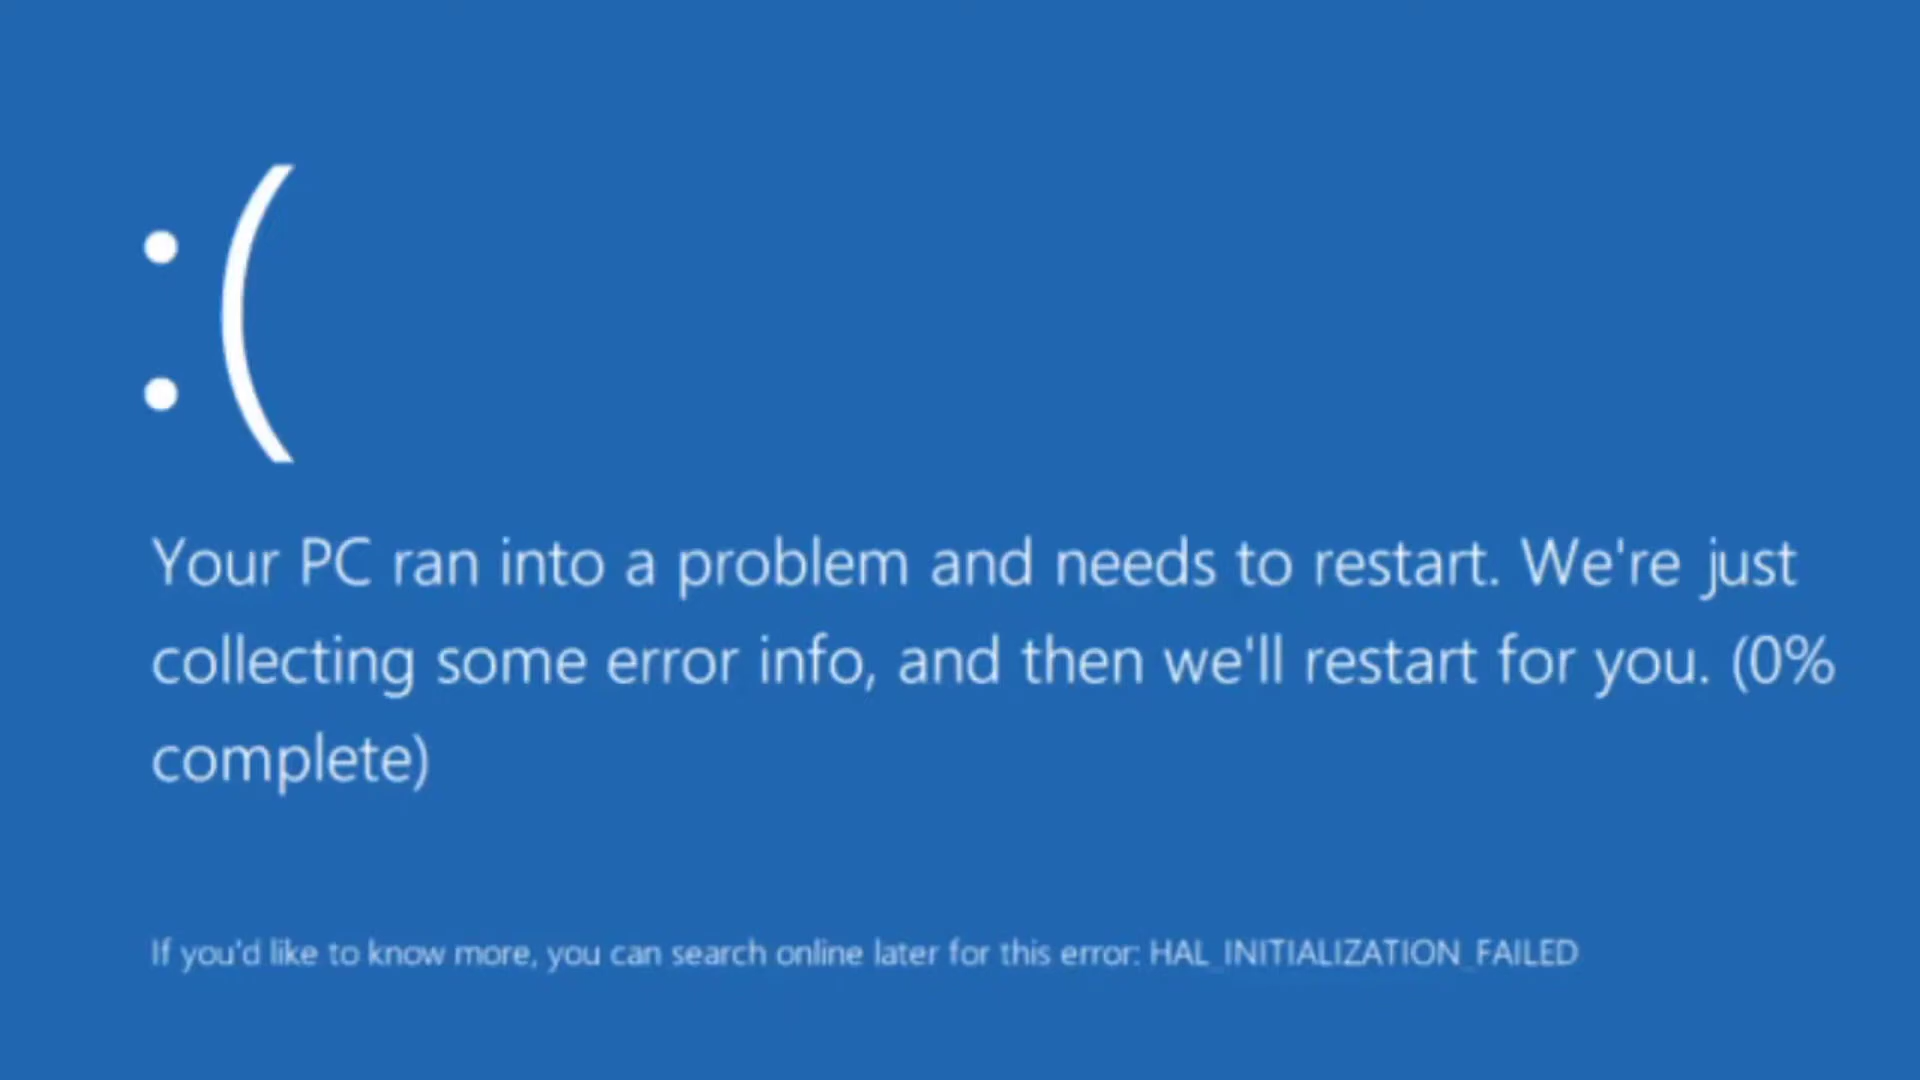 :(
Your PC ran into a problem and needs to restart. We're just
collecting some error info, and then we'll restart for you. (0%
complete)
If you'd like to know more, you can search online later for this error: HAL_INITIALIZATION_FAILED